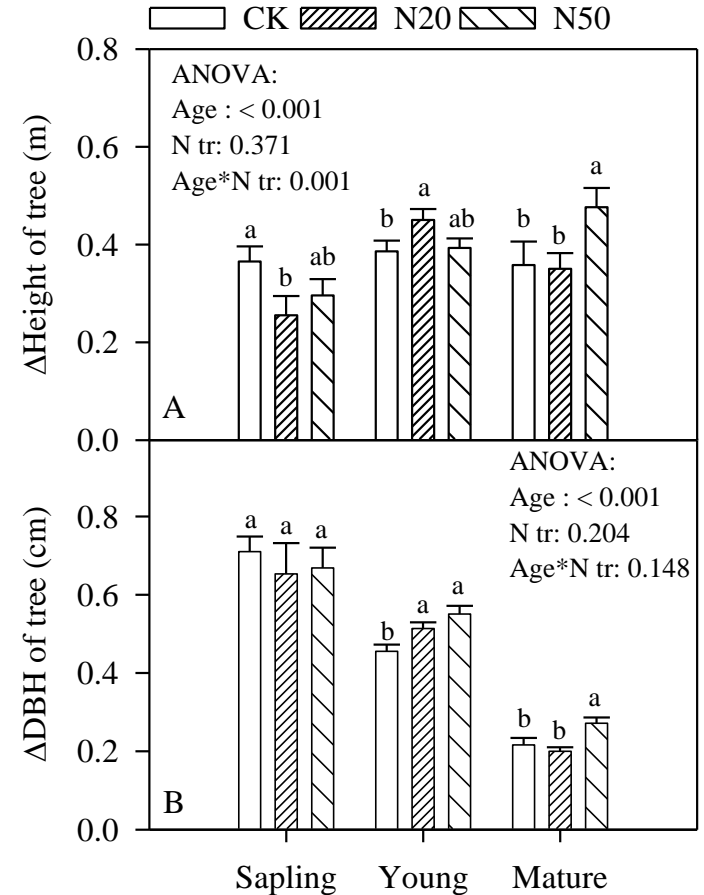 CK N20 N50
ΔHeight of tree (m)
0.8
0.6
0.4
0.2
0.0
ANOVA:
Age : < 0.001
N tr: 0.371
Age*N tr: 0.001
a b ab
b a ab
b b a
A
ΔDBH of tree (cm)
0.8
0.6
0.4
0.2
0.0
ANOVA:
Age : < 0.001
N tr: 0.204
Age*N tr: 0.148
a a a
b a a
b b a
B
Sapling Young Mature